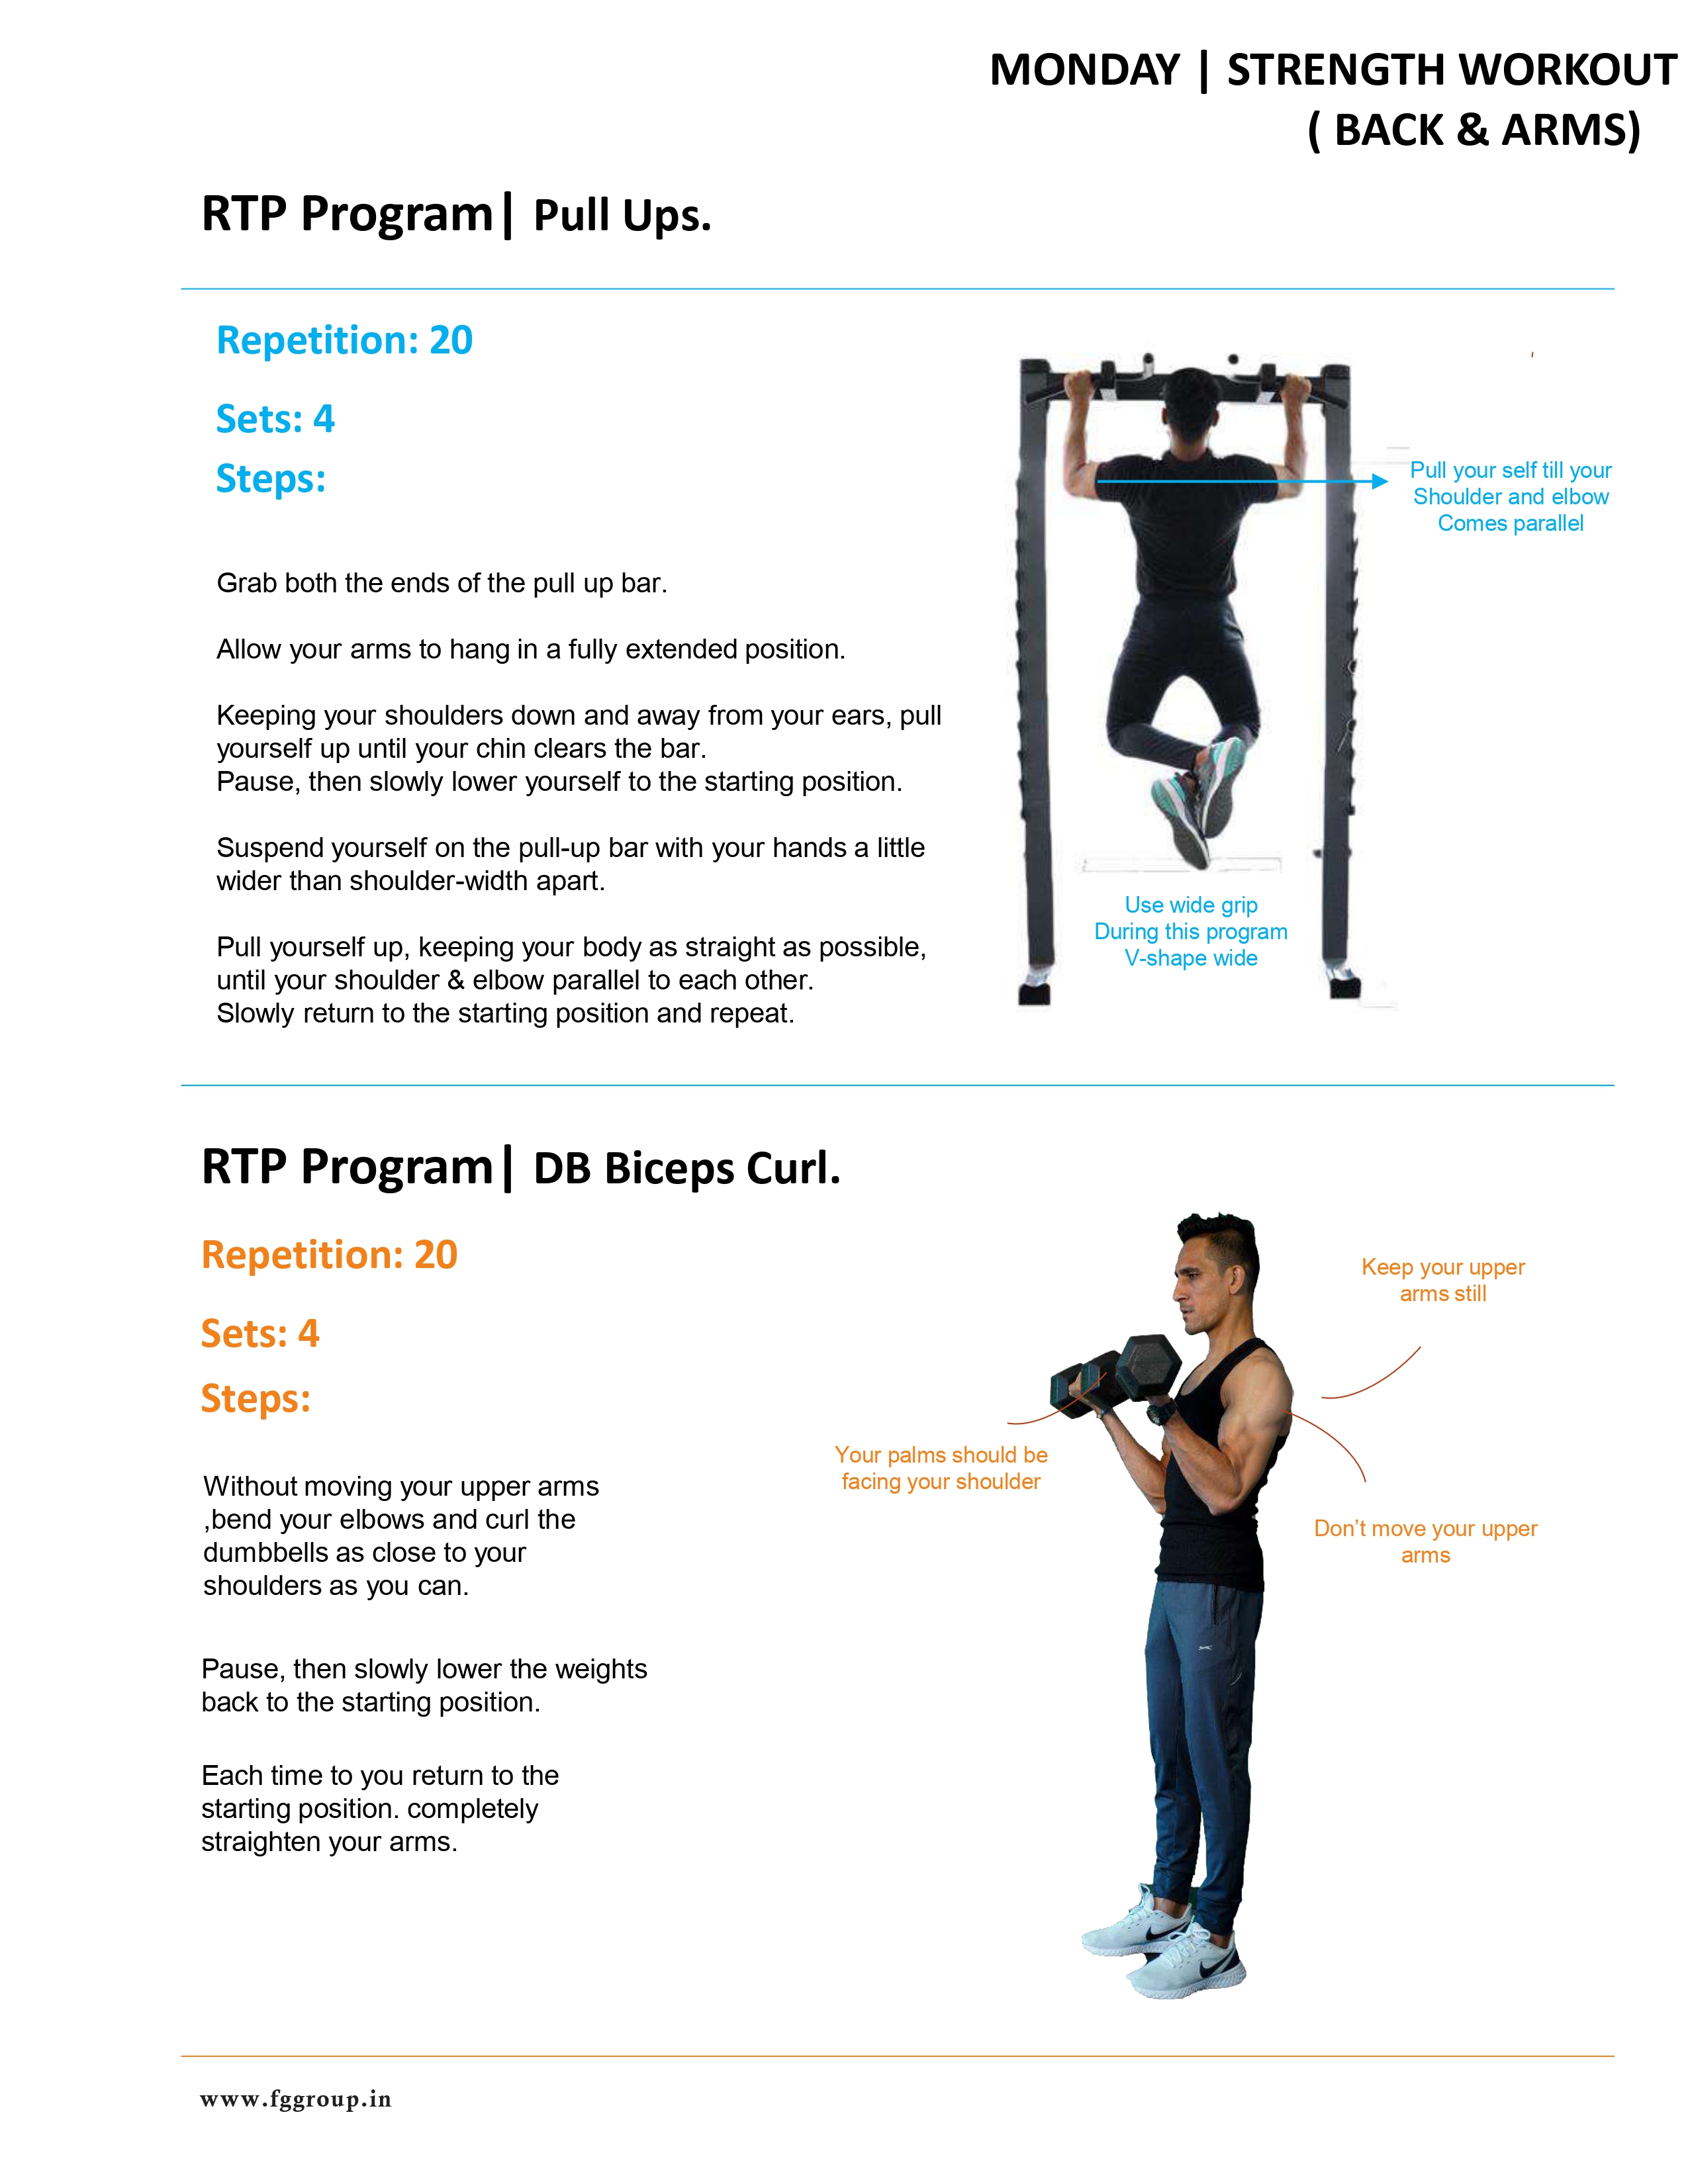 MONDAY | STRENGTH WORKOUT
( BACK & ARMS)
RTP Program| Pull Ups.
Repetition: 20
Sets: 4
Steps:
Grab both the ends of the pull up bar.
Allow your arms to hang in a fully extended position.
Keeping your shoulders down and away from your ears, pull
yourself up until your chin clears the bar.
Pause, then slowly lower yourself to the starting position.
Suspend yourself on the pull-up bar with your hands a little
wider than shoulder-width apart.
Pull yourself up, keeping your body as straight as possible,
until your shoulder & elbow parallel to each other.
Slowly return to the starting position and repeat.
Pull your self till your
Shoulder and elbow
Comes parallel
Use wide grip
During this program
V-shape wide
RTP Program| DB Biceps Curl.
Repetition: 20
Sets: 4
Steps:
Without moving your upper arms
,bend your elbows and curl the
dumbbells as close to your
shoulders as you can.
Pause, then slowly lower the weights
back to the starting position.
Each time to you return to the
starting position. completely
straighten your arms.
Keep your upper
arms still
Your palms should be
facing your shoulder
Don’t move your upper
arms
www.fggroup.in